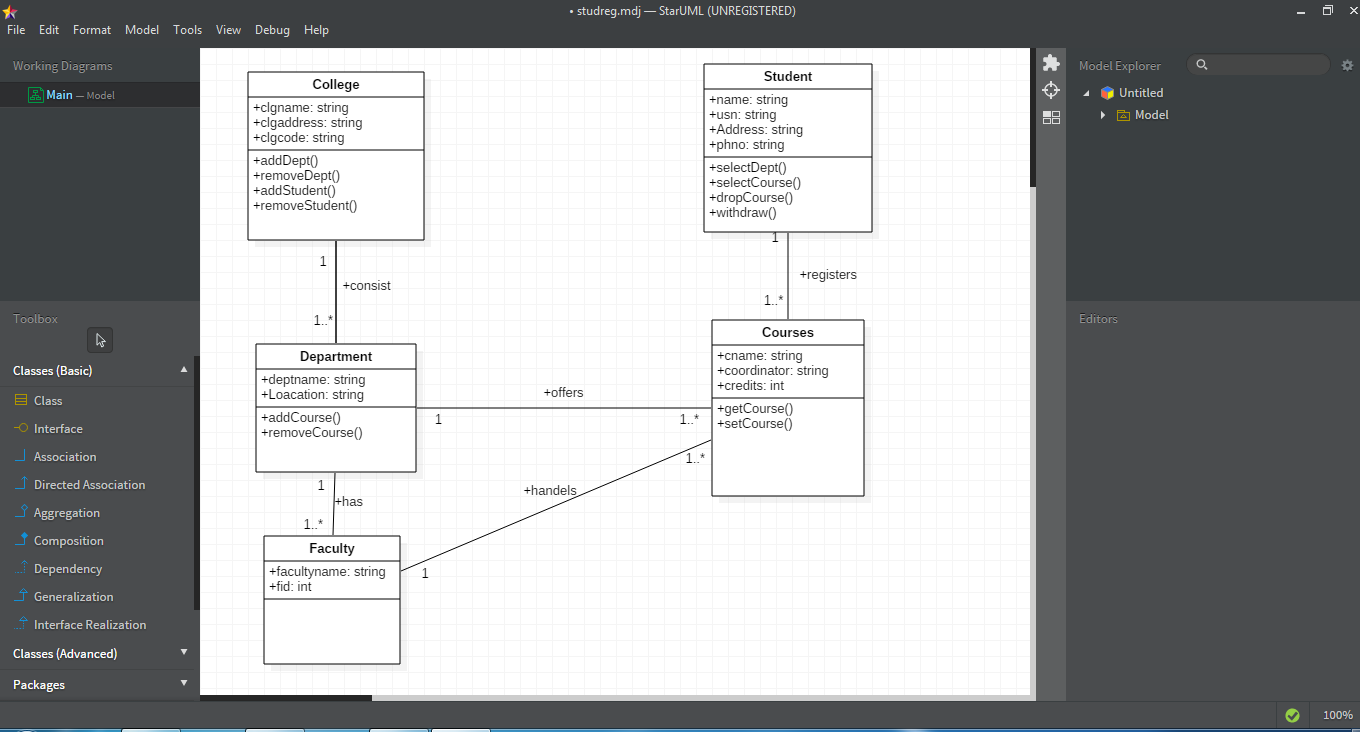 • studreg.mdj — StarUML (UNREGISTERED)
File Edit Format Model Tools View Debug Help
Working Diagrams
Main — Model
Toolbox
Classes (Basic)
Class
Interface
Association
Directed Association
Aggregation
Composition
Dependency
Generalization
Interface Realization
Classes (Advanced)
Packages
College
+clgname: string
+clgaddress: string
+clgcode: string
+addDept()
+removeDept()
+addStudent()
+removeStudent()
1
+consist
1..*
Student
+name: string
+usn: string
+Address: string
+phno: string
+selectDept()
+selectCourse()
+dropCourse()
+withdraw()
1
+registers
1..*
Department
+deptname: string
+Loacation: string
+addCourse()
+removeCourse()
+offers
1
1..*
Courses
+cname: string
+coordinator: string
+credits: int
+getCourse()
+setCourse()
1..*
+handels
1
1
+has
1..*
Faculty
+facultyname: string
+fid: int
Model Explorer
Untitled
Model
Editors
100%